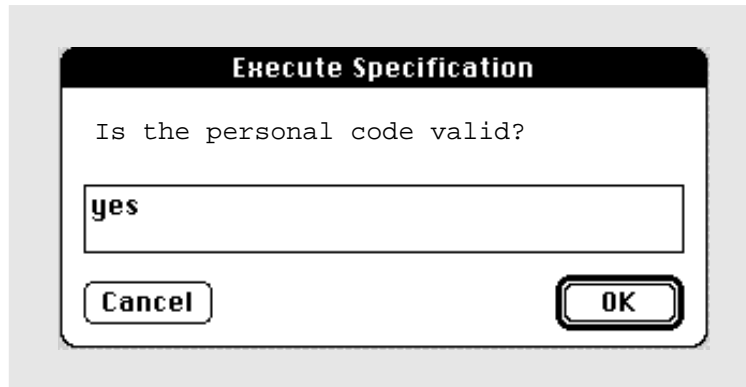 Execute Specification
Is the personal code valid?
yes
Cancel
OK